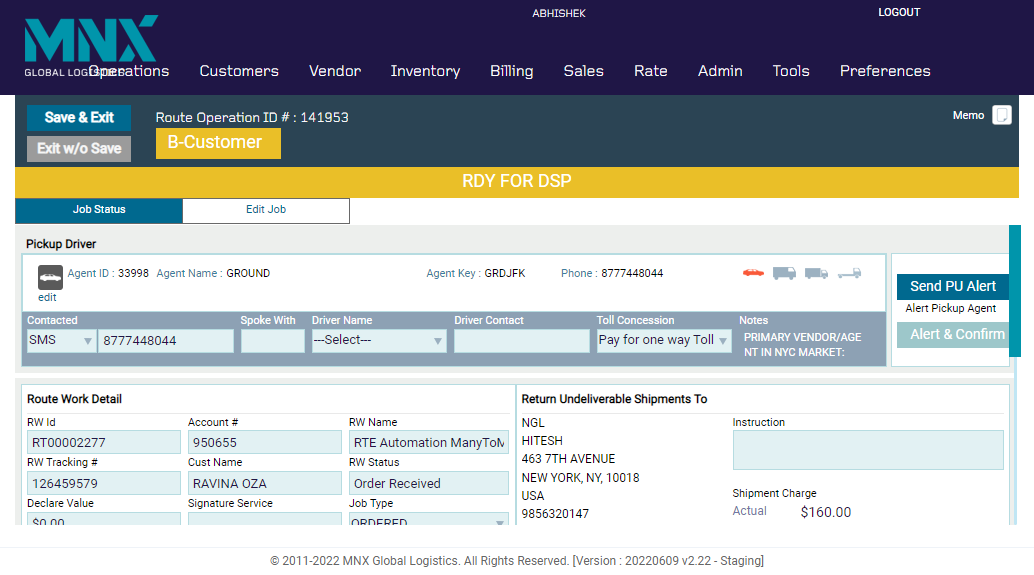 ABHISHEK
LOGOUT
MNX
GLOBAL LOGISTICS
Operations Customers Vendor Inventory Billing Sales Rate Admin Tools Preferences
Save & Exit
Route Operation ID # : 141953
Memo
Exit w/o Save
B-Customer
RDY FOR DSP
Job Status Edit Job
Pickup Driver
Agent ID : 33998 Agent Name : GROUND Agent Key : GRDJFK Phone : 8777448044
edit
Send PU Alert
Alert Pickup Agent
Alert & Confirm
Contacted Spoke With Driver Name Driver Contact Toll Concession Notes
SMS 8777448044 ---Select--- Pay for one way Toll PRIMARY VENDOR/AGE
NT IN NYC MARKET:
Route Work Detail
RW Id Account # RW Name
RT00002277 950655 RTE Automation ManyToM
RW Tracking # Cust Name RW Status
126459579 RAVINA OZA Order Received
Declare Value Signature Service Job Type
$0.00 ORDERED
Return Undeliverable Shipments To
NGL
HITESH
463 7TH AVENUE
NEW YORK, NY, 10018
USA
9856320147
Instruction
Shipment Charge
Actual $160.00
© 2011-2022 MNX Global Logistics. All Rights Reserved. [Version : 20220609 v2.22 - Staging]